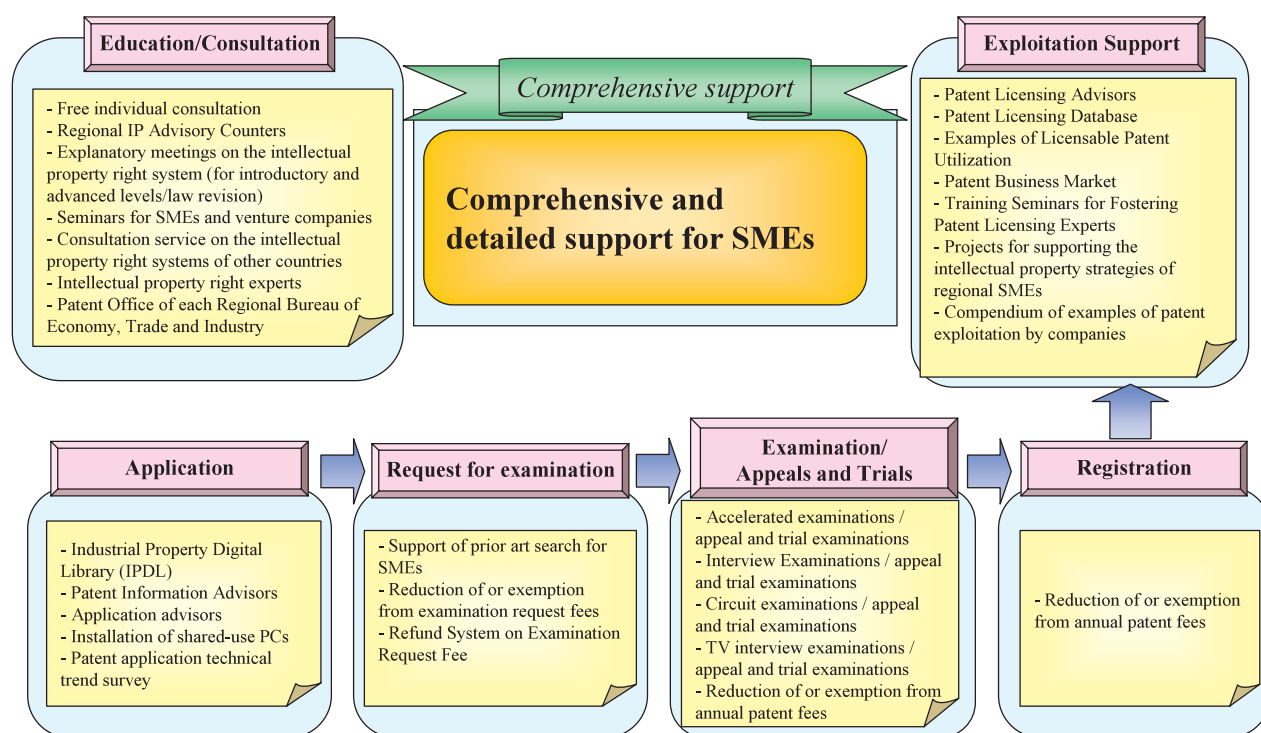 Education/Consultation
- Free individual consultation
- Regional IP Advisory Counters
- Explanatory meetings on the intellectual
property right system (for introductory and
advanced levels/law revision)
- Seminars for SMEs and venture companies
- Consultation service on the intellectual
property right systems of other countries
- Intellectual property right experts
- Patent Office of each Regional Bureau of
Economy, Trade and Industry
Comprehensive support
Comprehensive and
detailed support for SMEs
Exploitation Support
- Patent Licensing Advisors
- Patent Licensing Database
- Examples of Licensable Patent
Utilization
- Patent Business Market
- Training Seminars for Fostering
Patent Licensing Experts
- Projects for supporting the
intellectual property strategies of
regional SMEs
- Compendium of examples of patent
exploitation by companies
Application
- Industrial Property Digital
Library (IPDL)
- Patent Information Advisors
- Application advisors
- Installation of shared-use PCs
- Patent application technical
trend survey
Request for examination
- Support of prior art search for
SMEs
- Reduction of or exemption
from examination request fees
- Refund System on Examination
Request Fee
Examination/
Appeals and Trials
- Accelerated examinations /
appeal and trial examinations
- Interview Examinations / appeal
and trial examinations
- Circuit examinations / appeal
and trial examinations
- TV interview examinations /
appeal and trial examinations
- Reduction of or exemption from
annual patent fees
Registration
- Reduction of or exemption
from annual patent fees